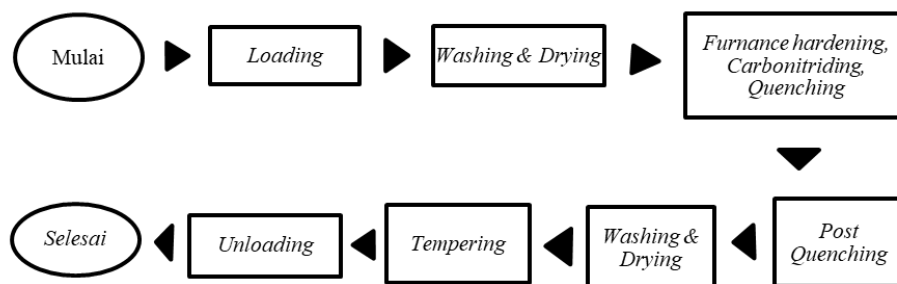 Mulai
Loading
Washing & Drying
Furnance hardening,
Carbonitriding,
Quenching
Post
Quenching
Washing &
Drying
Tempering
Unloading
Selesai